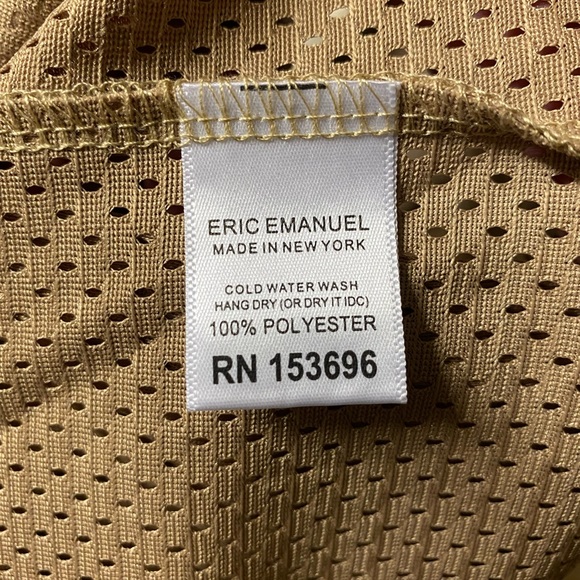 ERIC EMANUEL
MADE IN NEW YORK
COLD WATER WASH
HANG DRY (OR DRY IT IDC)
100% POLYESTER
RN 153696